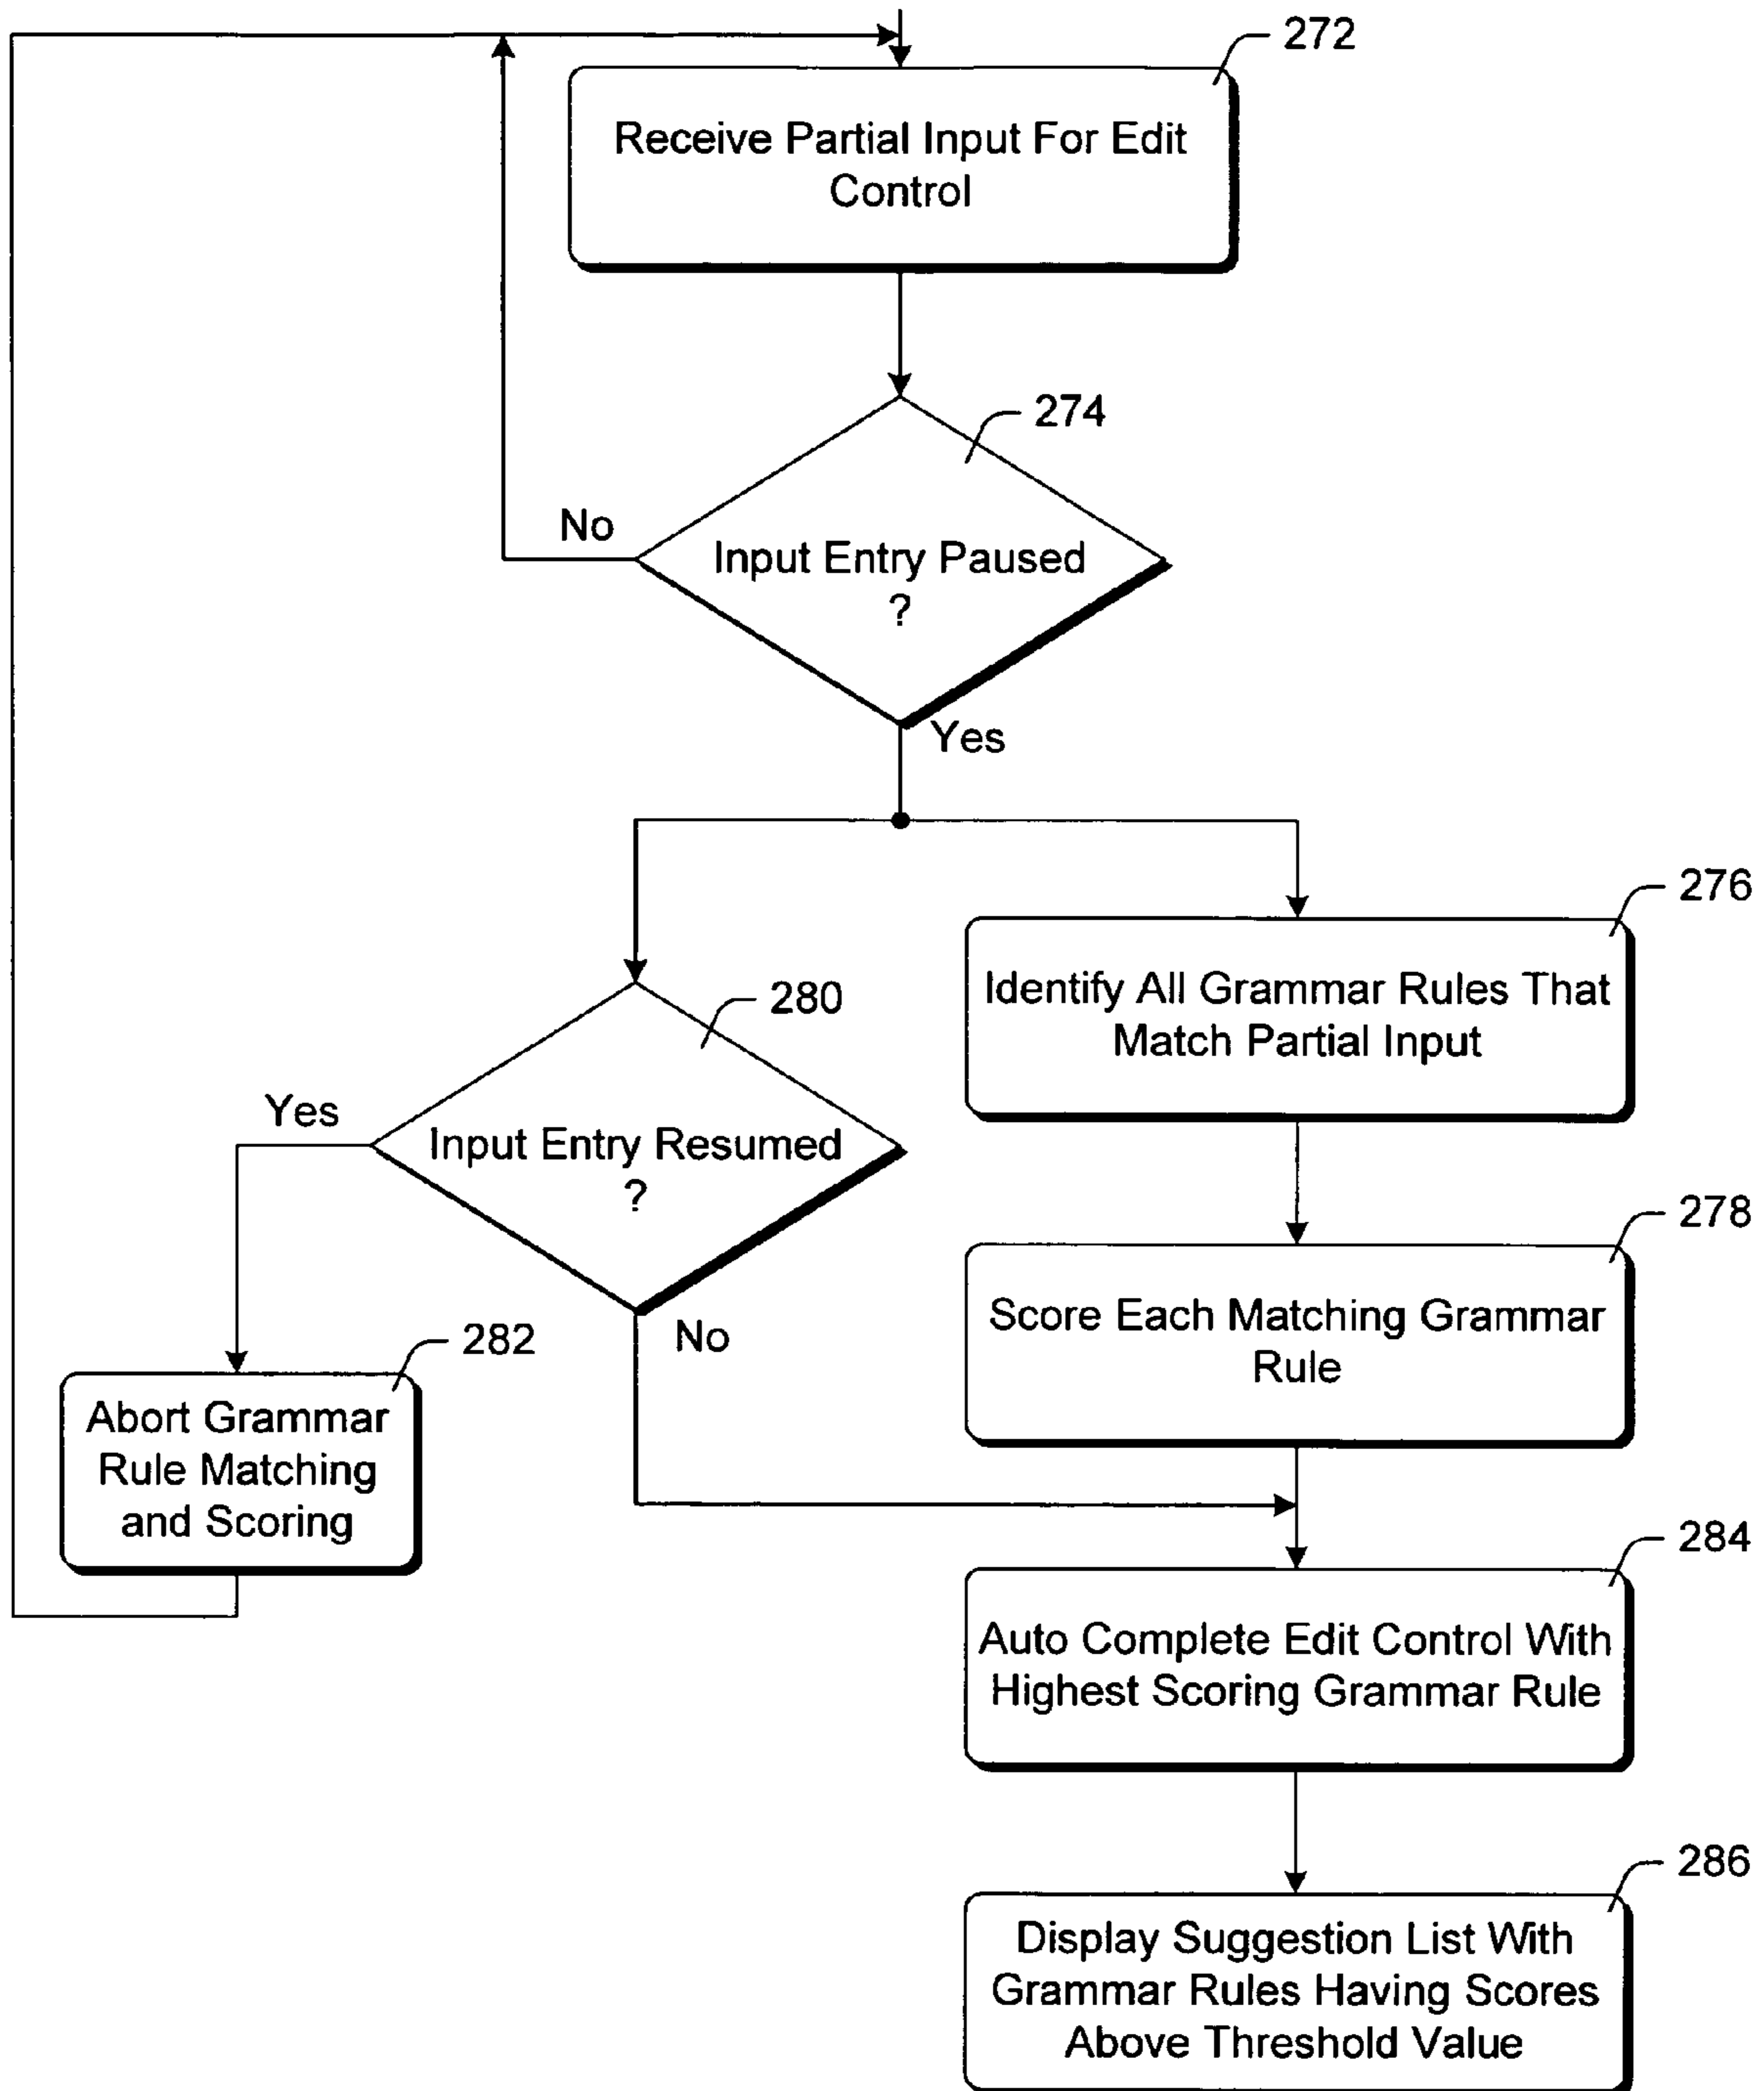 272
Receive Partial Input For Edit
Control
274
No
Input Entry Paused
?
Yes
276
Identify All Grammar Rules That
Match Partial Input
280
Yes
Input Entry Resumed
?
No
278
Score Each Matching Grammar
Rule
282
Abort Grammar
Rule Matching
and Scoring
284
Auto Complete Edit Control With
Highest Scoring Grammar Rule
286
Display Suggestion List With
Grammar Rules Having Scores
Above Threshold Value